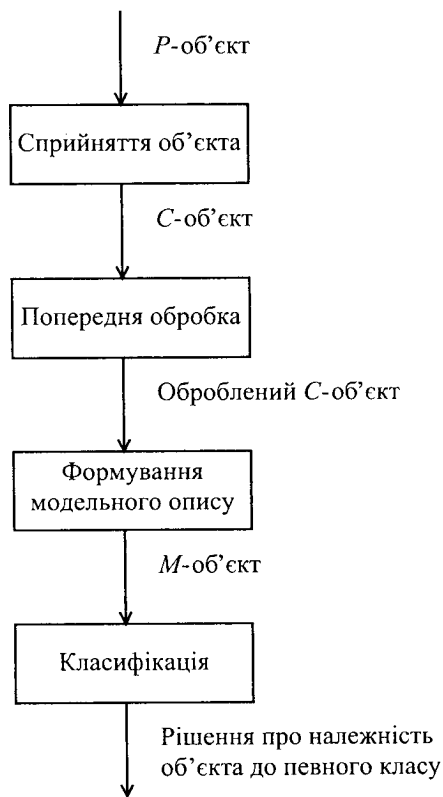 P-об’єкт
Сприйняття об’єкта
C-об’єкт
Попередня обробка
Оброблений C-об’єкт
Формування
модельного опису
M-об’єкт
Класифікація
Рішення про належність
об’єкта до певного класу